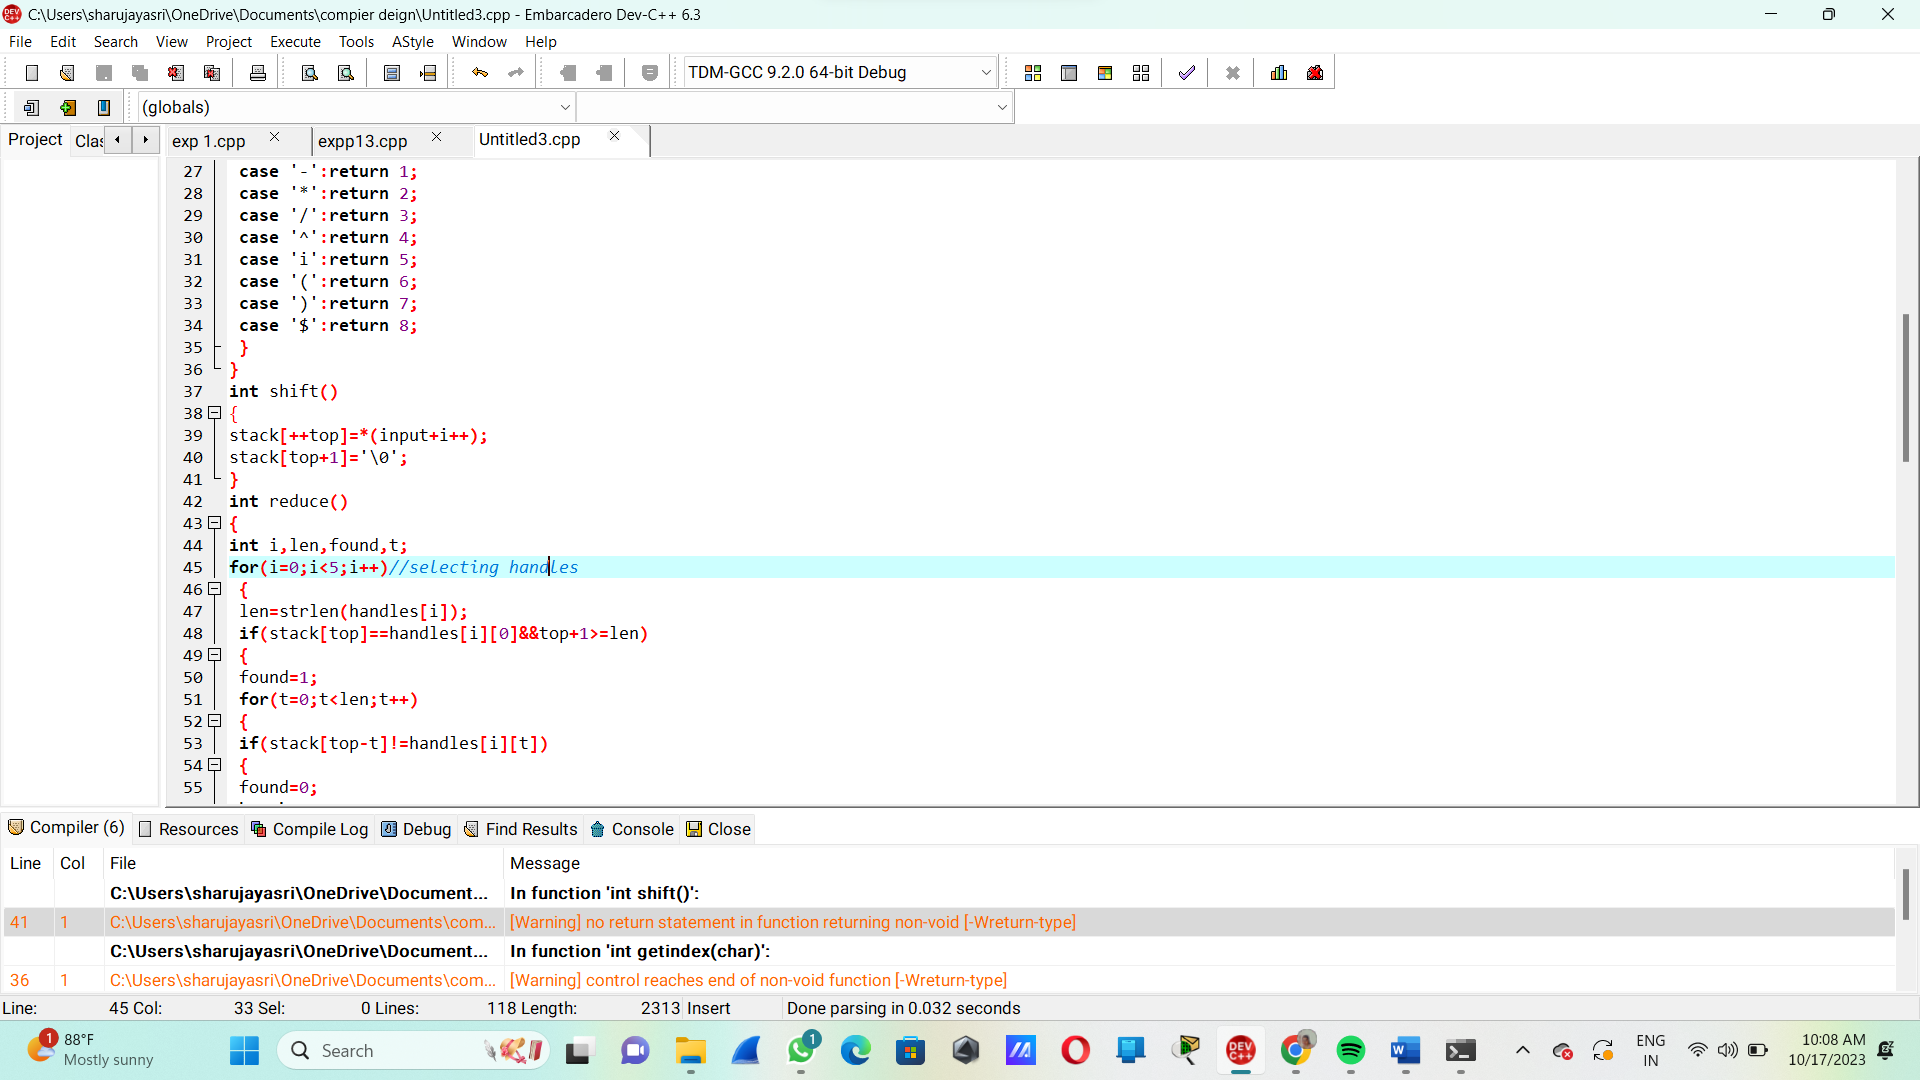 C:\Users\sharujayasri\OneDrive\Documents\compier deign\Untitled3.cpp - Embarcadero Dev-C++ 6.3
File Edit Search View Project Execute Tools AStyle Window Help
TDM-GCC 9.2.0 64-bit Debug
(globals)
Project Clas exp 1.cpp expp13.cpp Untitled3.cpp
27 case '-':return 1;
28 case '*':return 2;
29 case '/':return 3;
30 case '^':return 4;
31 case 'i':return 5;
32 case '(':return 6;
33 case ')':return 7;
34 case '$':return 8;
35 }
36 }
37 int shift()
38 {
39 stack[++top]=*(input+i++);
40 stack[top+1]='\0';
41 }
42 int reduce()
43 {
44 int i,len,found,t;
45 for(i=0;i<5;i++)//selecting handles
46 {
47 len=strlen(handles[i]);
48 if(stack[top]==handles[i][0]&&top+1>=len)
49 {
50 found=1;
51 for(t=0;t<len;t++)
52 {
53 if(stack[top-t]!=handles[i][t])
54 {
55 found=0;
Compiler (6) Resources Compile Log Debug Find Results Console Close
Line Col File Message
C:\Users\sharujayasri\OneDrive\Document... In function 'int shift()':
41 1 C:\Users\sharujayasri\OneDrive\Documents\com... [Warning] no return statement in function returning non-void [-Wreturn-type]
C:\Users\sharujayasri\OneDrive\Document... In function 'int getindex(char)':
36 1 C:\Users\sharujayasri\OneDrive\Documents\com... [Warning] control reaches end of non-void function [-Wreturn-type]
Line: 45 Col: 33 Sel: 0 Lines: 118 Length: 2313 Insert Done parsing in 0.032 seconds
1 88°F
Mostly sunny
Search
1
DEV C++
W
ENG
IN
10:08 AM
10/17/2023